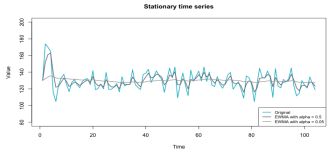 Stationary time series
Value
200
180
160
140
120
100
80
0
20
40
60
80
100
Time
Original
EWMA with alpha = 0.5
EWMA with alpha = 0.05